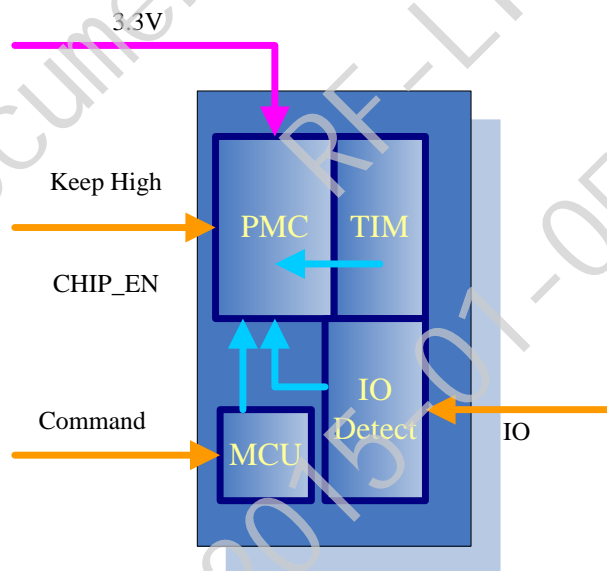 3.3V
Keep High
PMC
TIM
CHIP_EN
IO
Detect
Command
IO
MCU